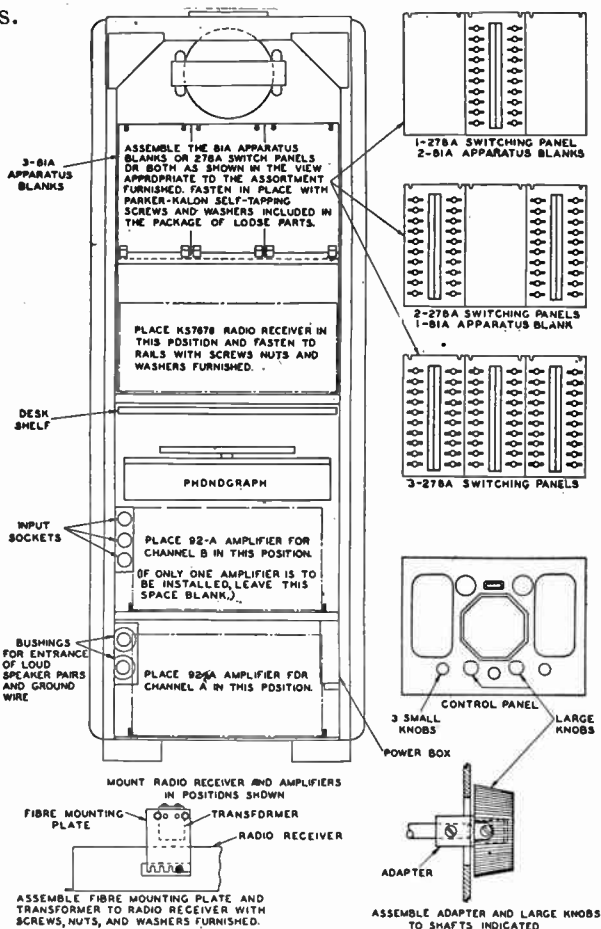 s.
3-81A
APPARATUS
BLANKS
ASSEMBLE THE 81A APPARATUS
BLANKS OR 278A SWITCH PANELS
OR BOTH AS SHOWN IN THE VIEW
APPROPRIATE TO THE ASSORTMENT
FURNISHED. FASTEN IN PLACE WITH
PARKER-KALON SELF-TAPPING
SCREWS AND WASHERS INCLUDED IN
THE PACKAGE OF LOOSE PARTS.
1-278A SWITCHING PANEL
2-81A APPARATUS BLANKS
2-278A SWITCHING PANELS
1-81A APPARATUS BLANK
3-278A SWITCHING PANELS
PLACE KS7678 RADIO RECEIVER IN
THIS POSITION AND FASTEN TO
RAILS WITH SCREWS NUTS AND
WASHERS FURNISHED.
DESK
SHELF
PHONOGRAPH
INPUT
SOCKETS
PLACE 92-A AMPLIFIER FOR
CHANNEL B IN THIS POSITION.
(IF ONLY ONE AMPLIFIER IS TO
BE INSTALLED, LEAVE THIS
SPACE BLANK.)
BUSHINGS
FOR ENTRANCE
OF LOUD
SPEAKER PAIRS
AND GROUND
WIRE
PLACE 92-A AMPLIFIER FOR
CHANNEL A IN THIS POSITION.
POWER BOX
CONTROL PANEL
3 SMALL
KNOBS
LARGE
KNOBS
MOUNT RADIO RECEIVER AND AMPLIFIERS
IN POSITIONS SHOWN
FIBRE MOUNTING
PLATE
TRANSFORMER
RADIO RECEIVER
ASSEMBLE FIBRE MOUNTING PLATE AND
TRANSFORMER TO RADIO RECEIVER WITH
SCREWS, NUTS, AND WASHERS FURNISHED.
ADAPTER
ASSEMBLE ADAPTER AND LARGE KNOBS
TO SHAFTS INDICATED